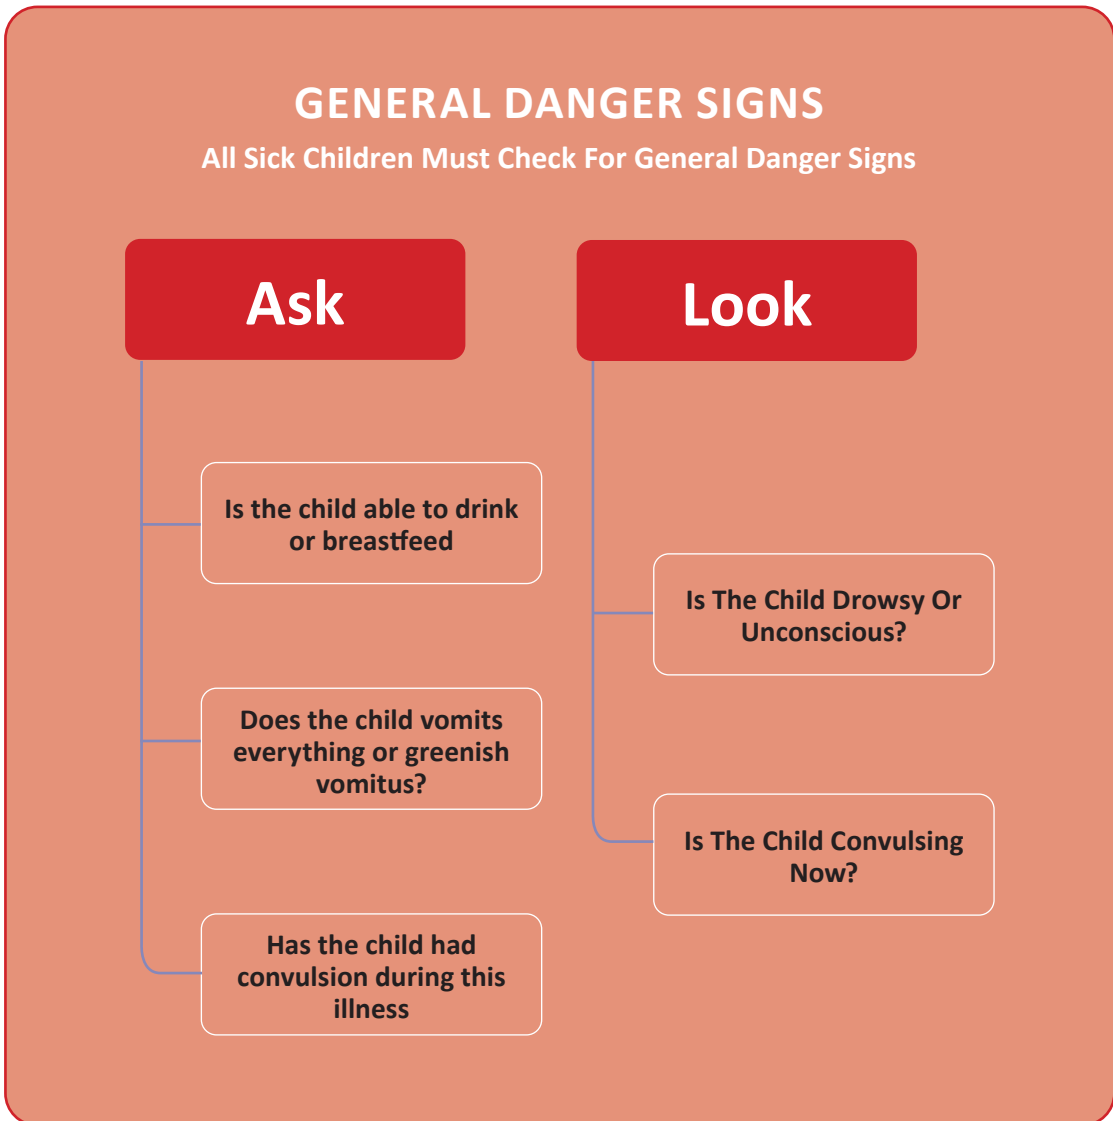 GENERAL DANGER SIGNS
All Sick Children Must Check For General Danger Signs
Ask
Is the child able to drink
or breastfeed
Does the child vomits
everything or greenish
vomitus?
Has the child had
convulsion during this
illness
Look
Is The Child Drowsy Or
Unconscious?
Is The Child Convulsing
Now?